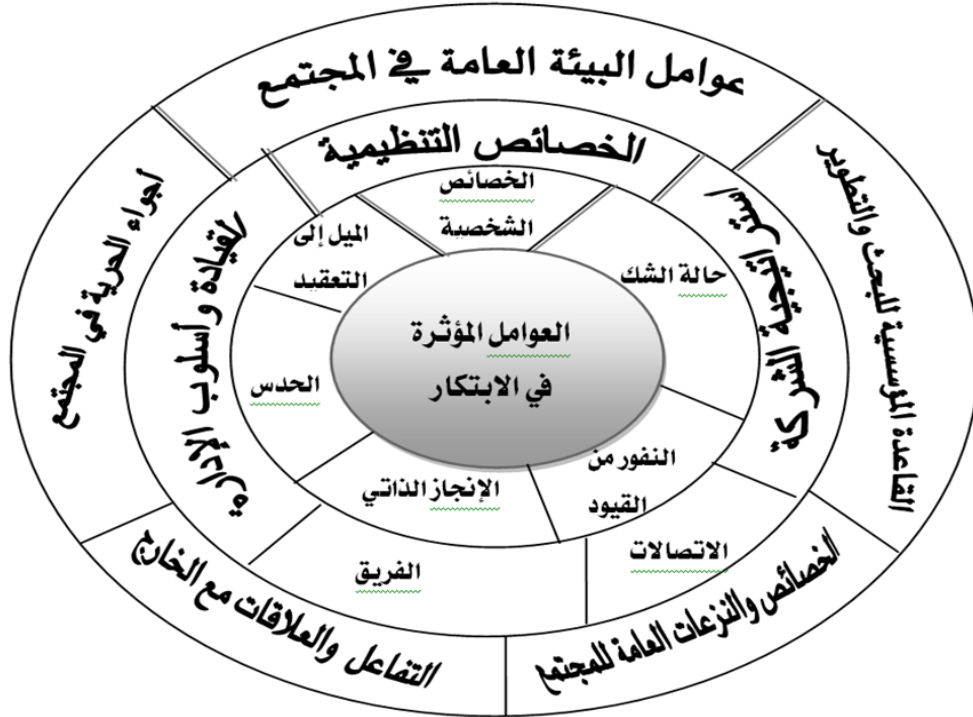 عوامل البيئة العامة في المجتمع
الخصائص التنظيمية
الخصائص
الشخصية
حالة الشك
الميل إلى
التعقيد
العوامل المؤثرة
في الابتكار
الحدس
النفور من
القيود
الإنجاز الذاتي
استراتيجية الشركة
القيادة وأسلوب الإدارة
الاتصالات
الفريق
القاعدة المؤسسية للبحث والتطوير
أجواء الحرية في المجتمع
الخصائص والنزعات العامة للمجتمع
التفاعل والعلاقات مع الخارج